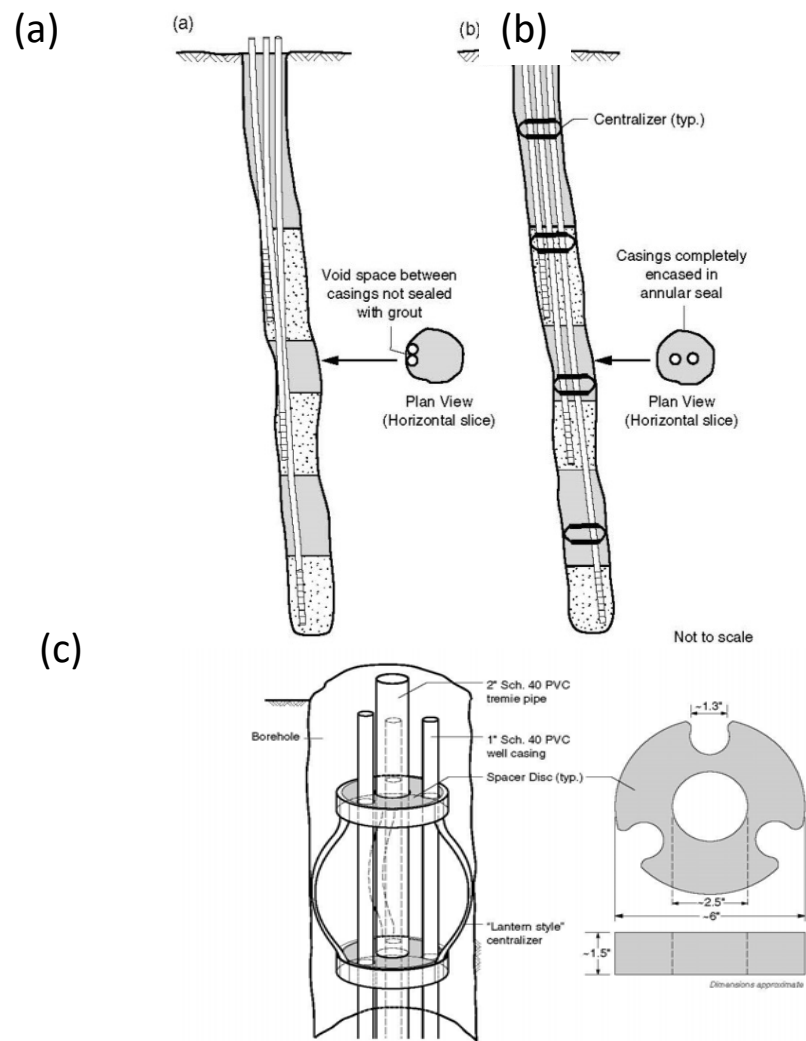 (a)
(a)
(b)
(b)
Centralizer (typ.)
Void space between
casings not sealed
with grout
Plan View
(Horizontal slice)
Casings completely
encased in
annular seal
Plan View
(Horizontal slice)
(c)
Not to scale
2" Sch. 40 PVC
tremie pipe
Borehole
1" Sch. 40 PVC
well casing
Spacer Disc (typ.)
"Lantern style"
centralizer
~1.3"
~2.5"
~6"
~1.5"
Dimensions approximate